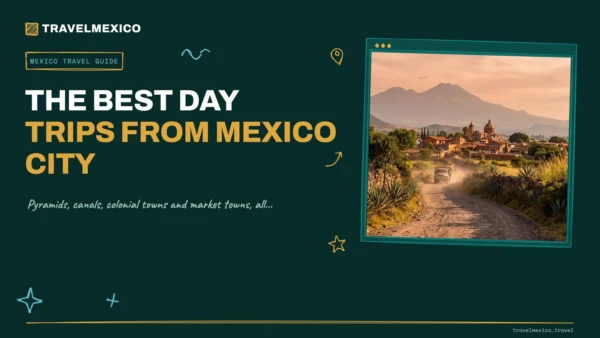 TRAVELMEXICO
MEXICO TRAVEL GUIDE
THE BEST DAY
TRIPS FROM MEXICO
CITY
Pyramids, canals, colonial towns and market towns, all...
travelmexico.travel